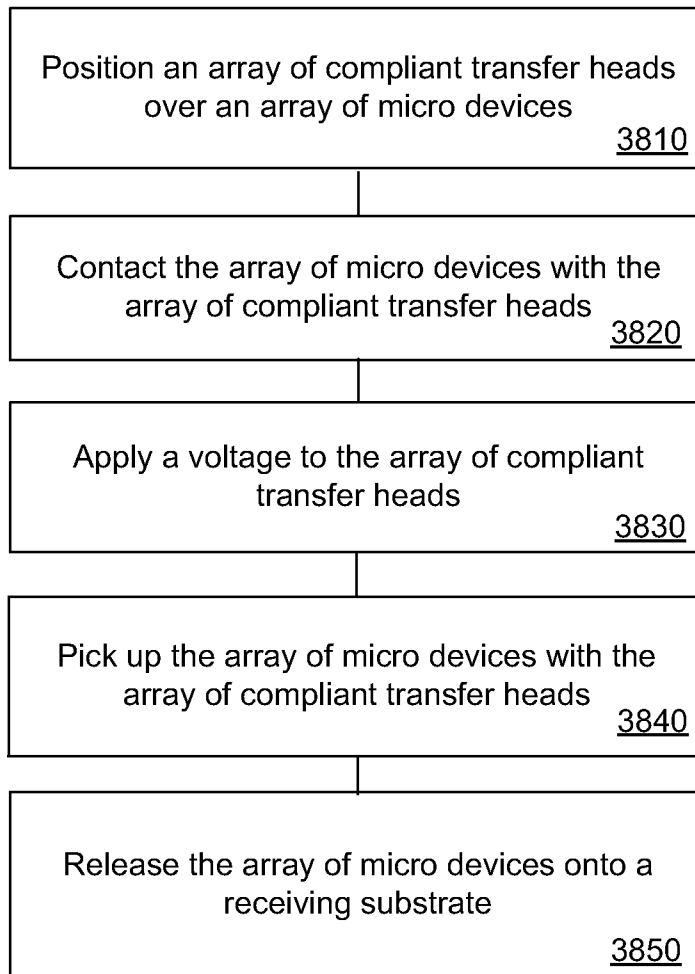 Position an array of compliant transfer heads
over an array of micro devices
3810
Contact the array of micro devices with the
array of compliant transfer heads
3820
Apply a voltage to the array of compliant
transfer heads
3830
Pick up the array of micro devices with the
array of compliant transfer heads
3840
Release the array of micro devices onto a
receiving substrate
3850